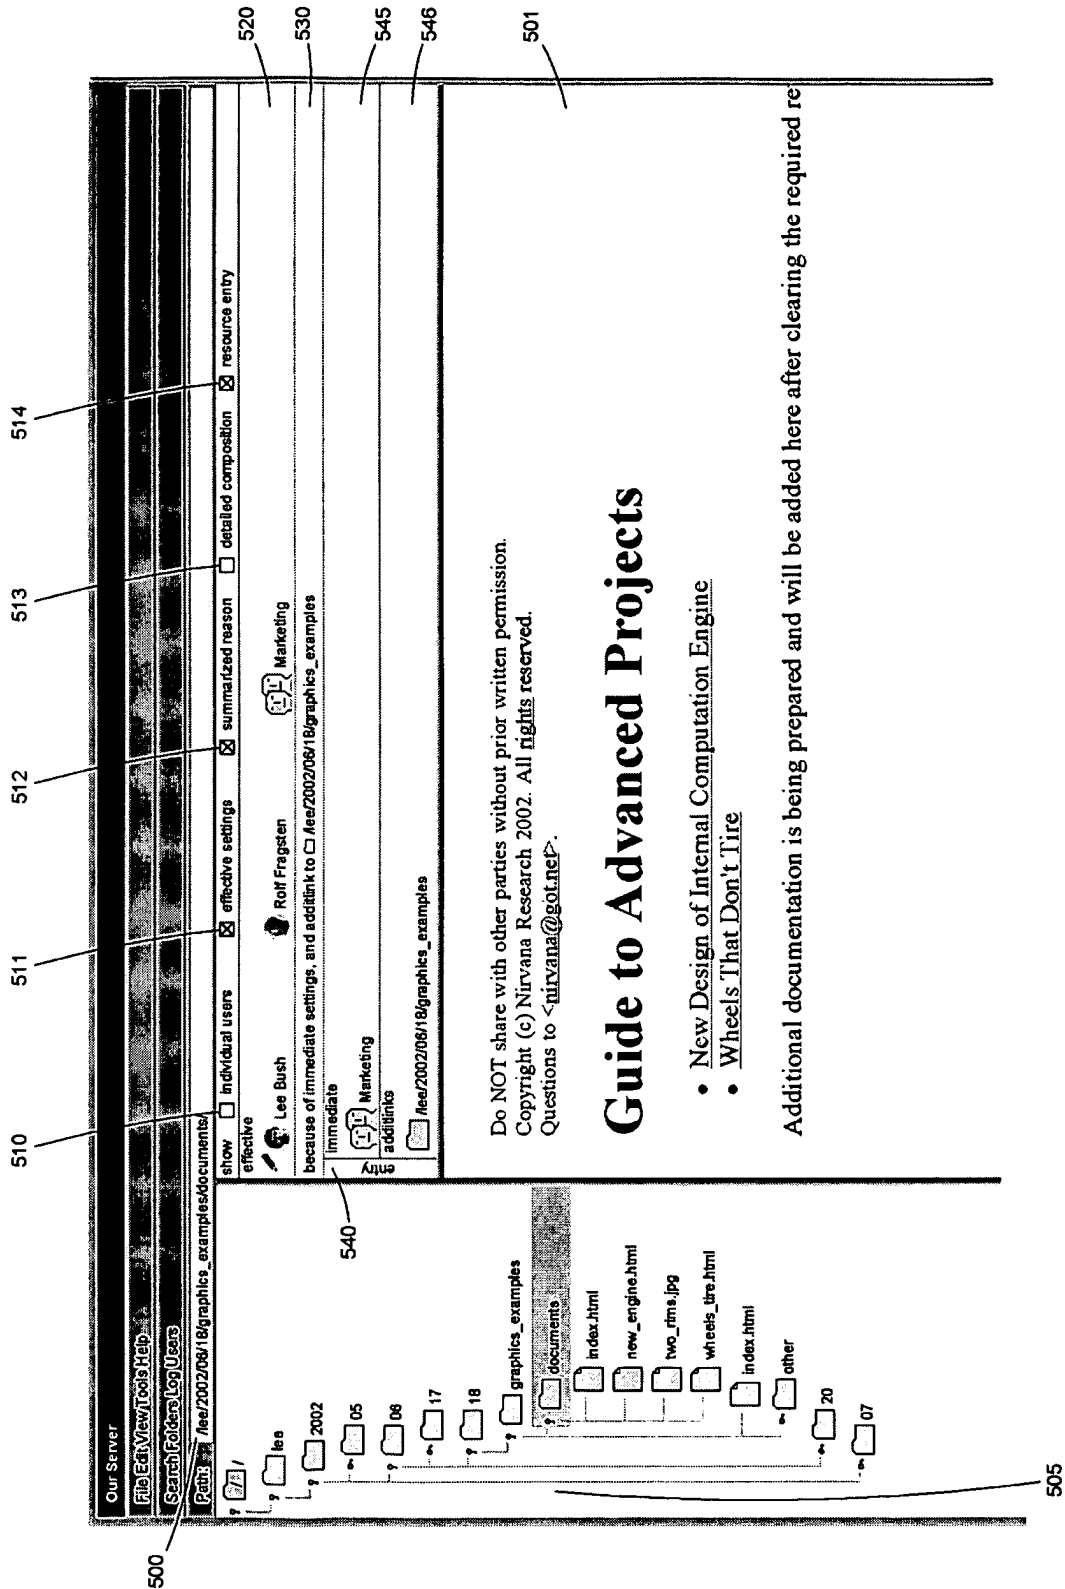 Our Server
File Edit View Tools Help
Search Folders Log Users
Path: /lee/2002/06/18/graphics_examples/documents/
show individual users effective settings summarized reason detailed composition resource entry
effective
Lee Bush Rolf Fragsten Marketing
because of immediate settings, and additlink to /lee/2002/06/18/graphics_examples
entry
immediate
Marketing
additlinks
/lee/2002/06/18/graphics_examples
/
lee
2002
05
06
17
18
graphics_examples
documents
index.html
new_engine.html
two_rims.jpg
wheels_tire.html
index.html
other
20
07
Do NOT share with other parties without prior written permission.
Copyright (c) Nirvana Research 2002. All rights reserved.
Questions to <nirvana@got.net>.
Guide to Advanced Projects
• New Design of Internal Computation Engine
• Wheels That Don't Tire
Additional documentation is being prepared and will be added here after clearing the required re
500
510
511
512
513
514
520
530
545
546
501
540
505